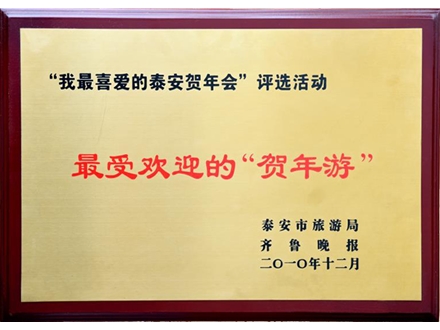 “我最喜爱的泰安贺年会”评选活动
最受欢迎的“贺年游”
泰安市旅游局
齐鲁晚报
二〇一〇年十二月